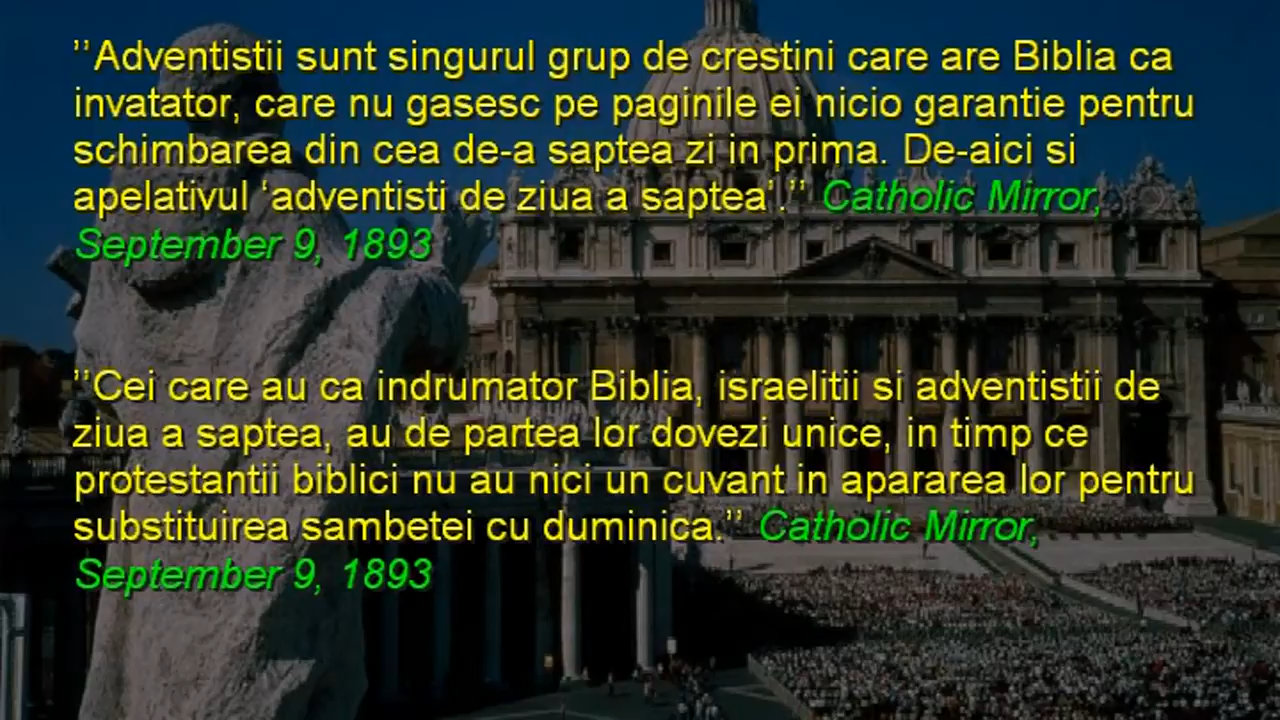 ’’Adventistii sunt singurul grup de crestini care are Biblia ca
invatator, care nu gasesc pe paginile ei nicio garantie pentru
schimbarea din cea de-a saptea zi in prima. De-aici si
apelativul ‘adventisti de ziua a saptea’.’’ Catholic Mirror,
September 9, 1893
’’Cei care au ca indrumator Biblia, israelitii si adventistii de
ziua a saptea, au de partea lor dovezi unice, in timp ce
protestantii biblici nu au nici un cuvant in apararea lor pentru
substituirea sambetei cu duminica.’’ Catholic Mirror,
September 9, 1893